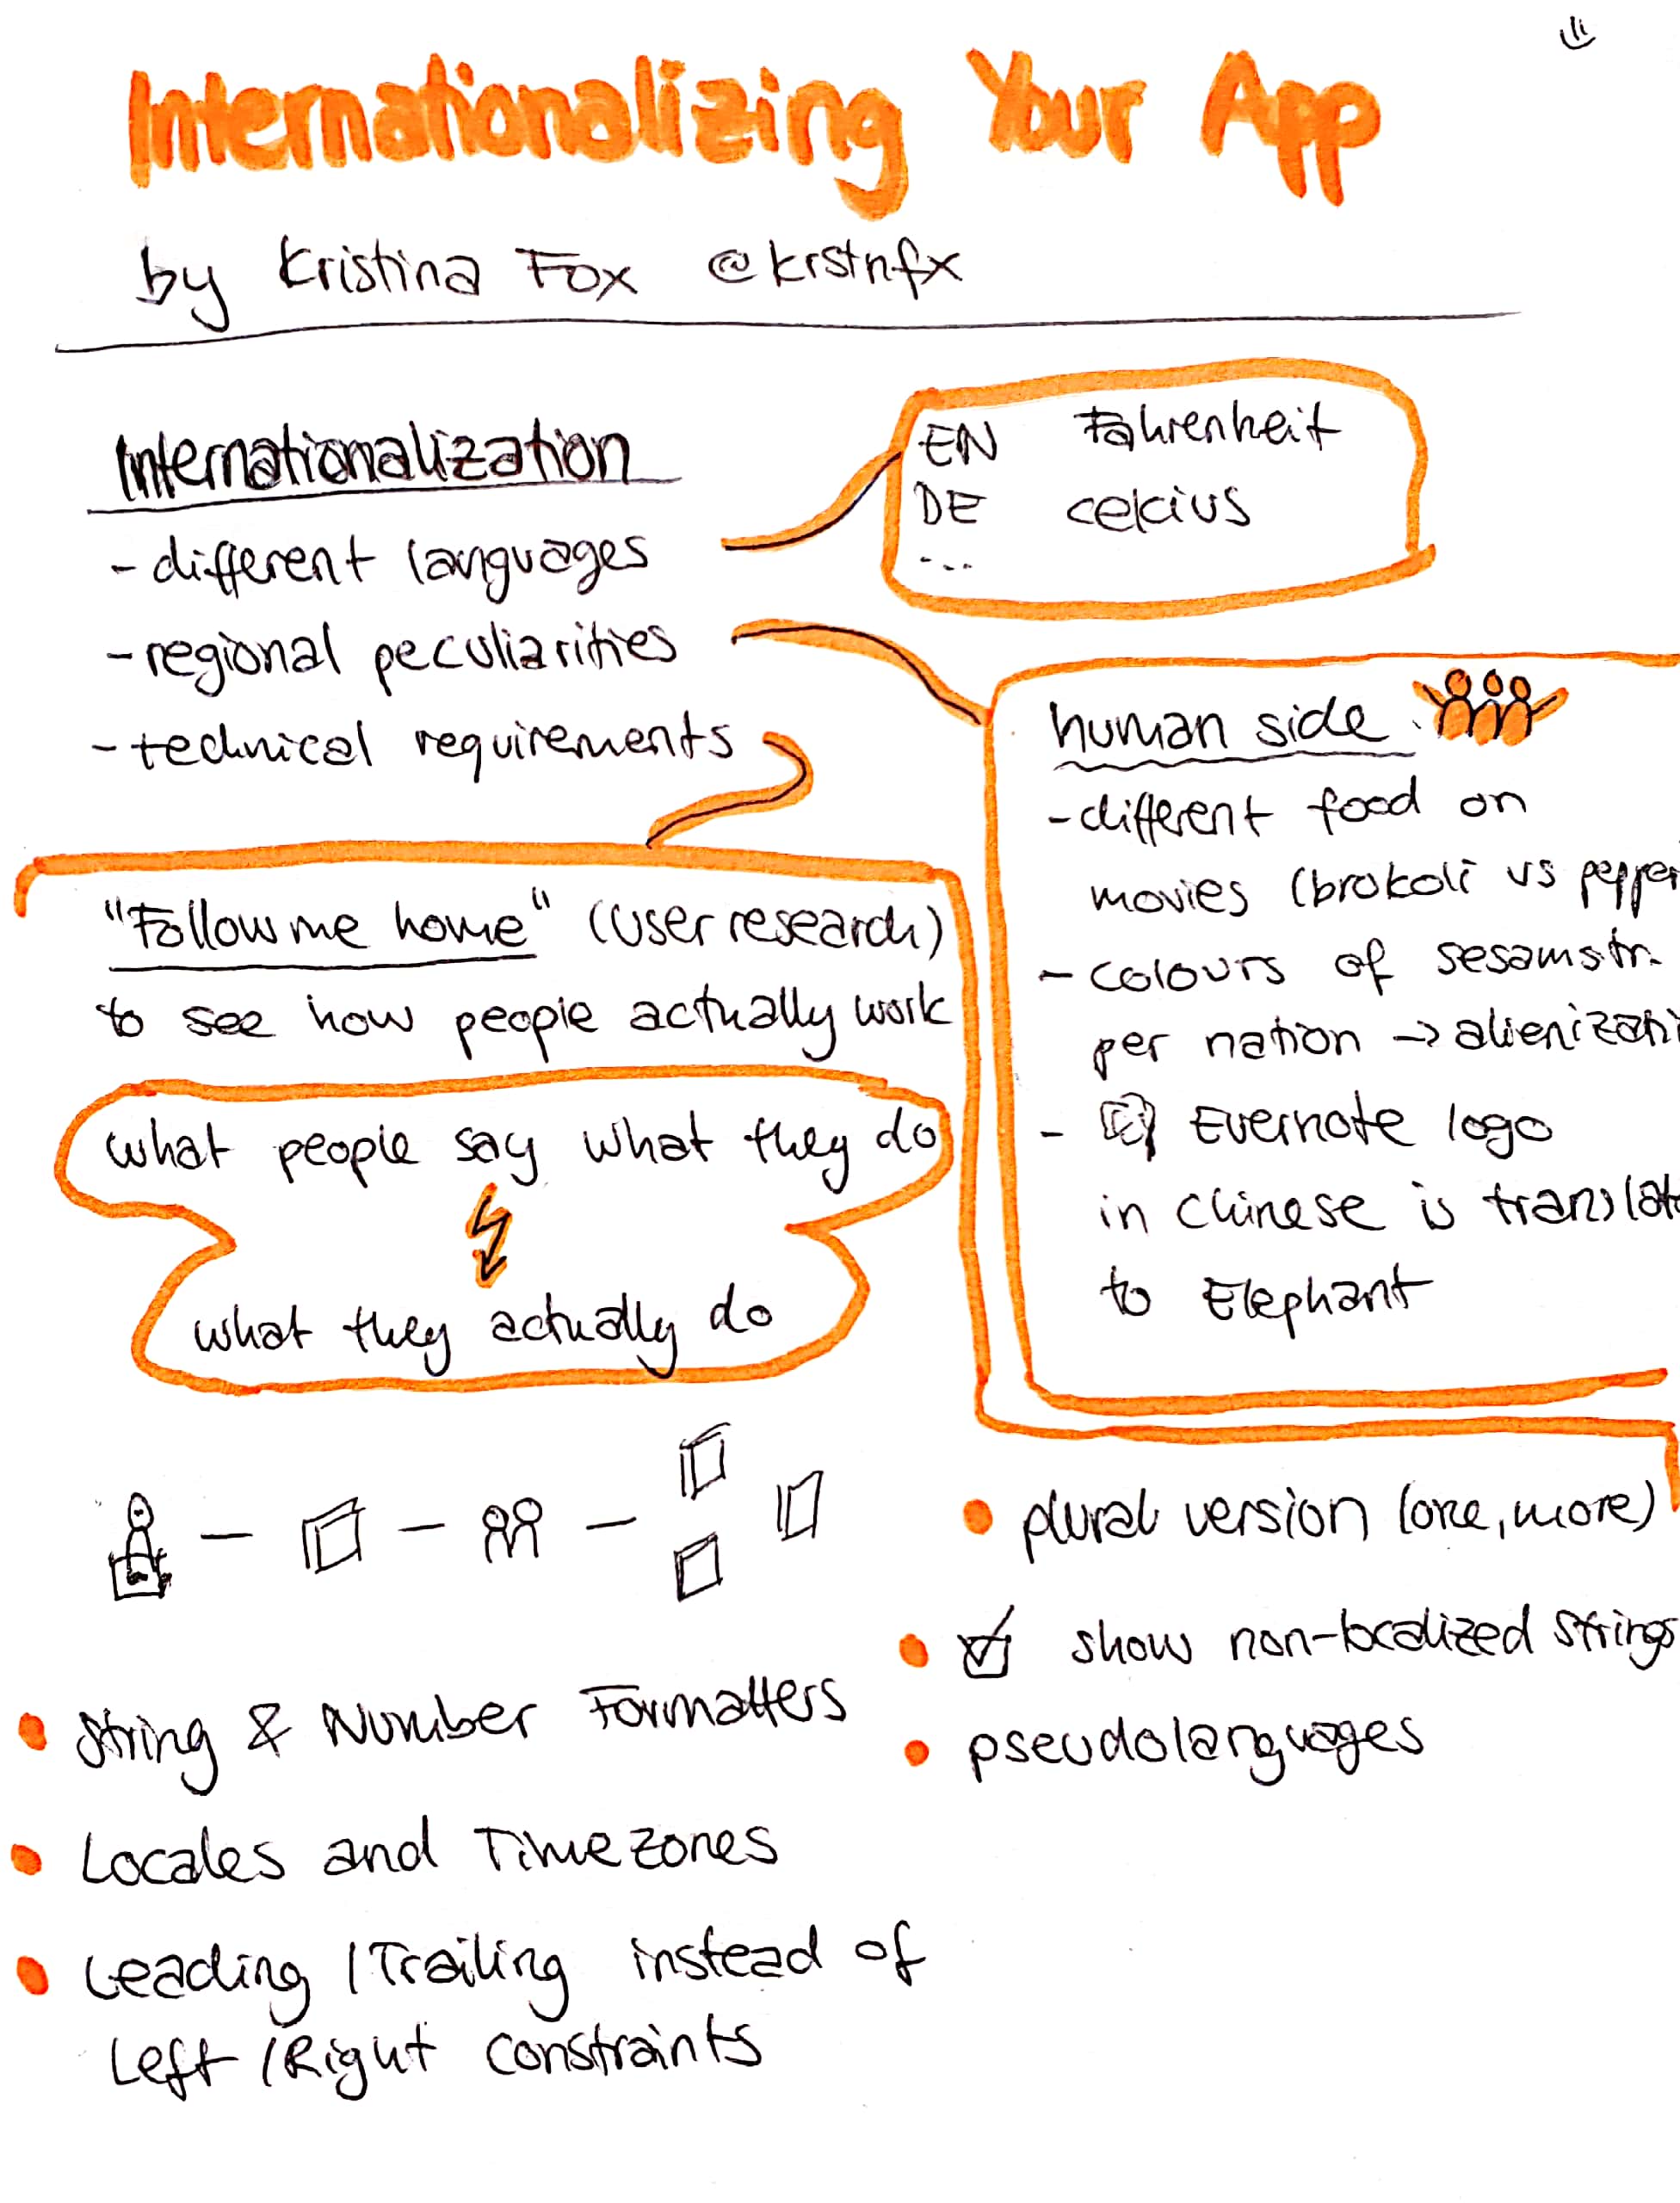 Internationalizing Your App
by Kristina Fox @krstnfx
Internationalization
- different languages
- regional peculiarities
- technical requirements
EN Fahrenheit
DE celcius
...
human side
- different food on
movies (brokoli vs pepper
- colours of sesamstr.
per nation -> alienizati
- Evernote logo
in Chinese is translat
to Elephant
"Follow me home" (user research)
to see how people actually work
what people say what they do
what they actually do
• String & Number Formatters
• Locales and Timezones
• Leading / Trailing instead of
Left / Right constraints
• plural version (one, more)
• show non-localized strings
• pseudolanguages